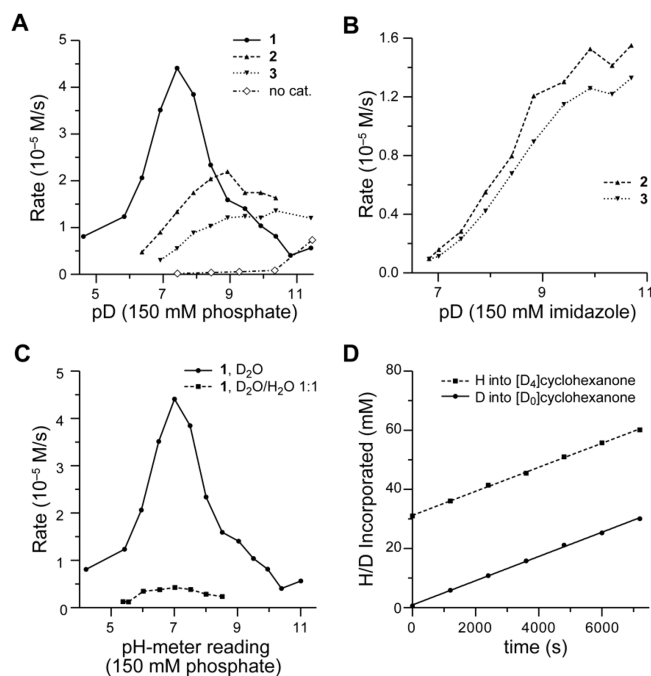 A
1
2
3
no cat.
5
4
3
2
1
0
Rate (10⁻⁵ M/s)
5
7
9
11
pD (150 mM phosphate)
B
1.6
1.2
0.8
0.4
0.0
Rate (10⁻⁵ M/s)
2
3
7
9
11
pD (150 mM imidazole)
C
1, D₂O
1, D₂O/H₂O 1:1
5
4
3
2
1
0
Rate (10⁻⁵ M/s)
5
7
9
11
pH-meter reading
(150 mM phosphate)
D
H into [D₄]cyclohexanone
D into [D₀]cyclohexanone
80
60
40
20
0
H/D Incorporated (mM)
0
2000
4000
6000
time (s)